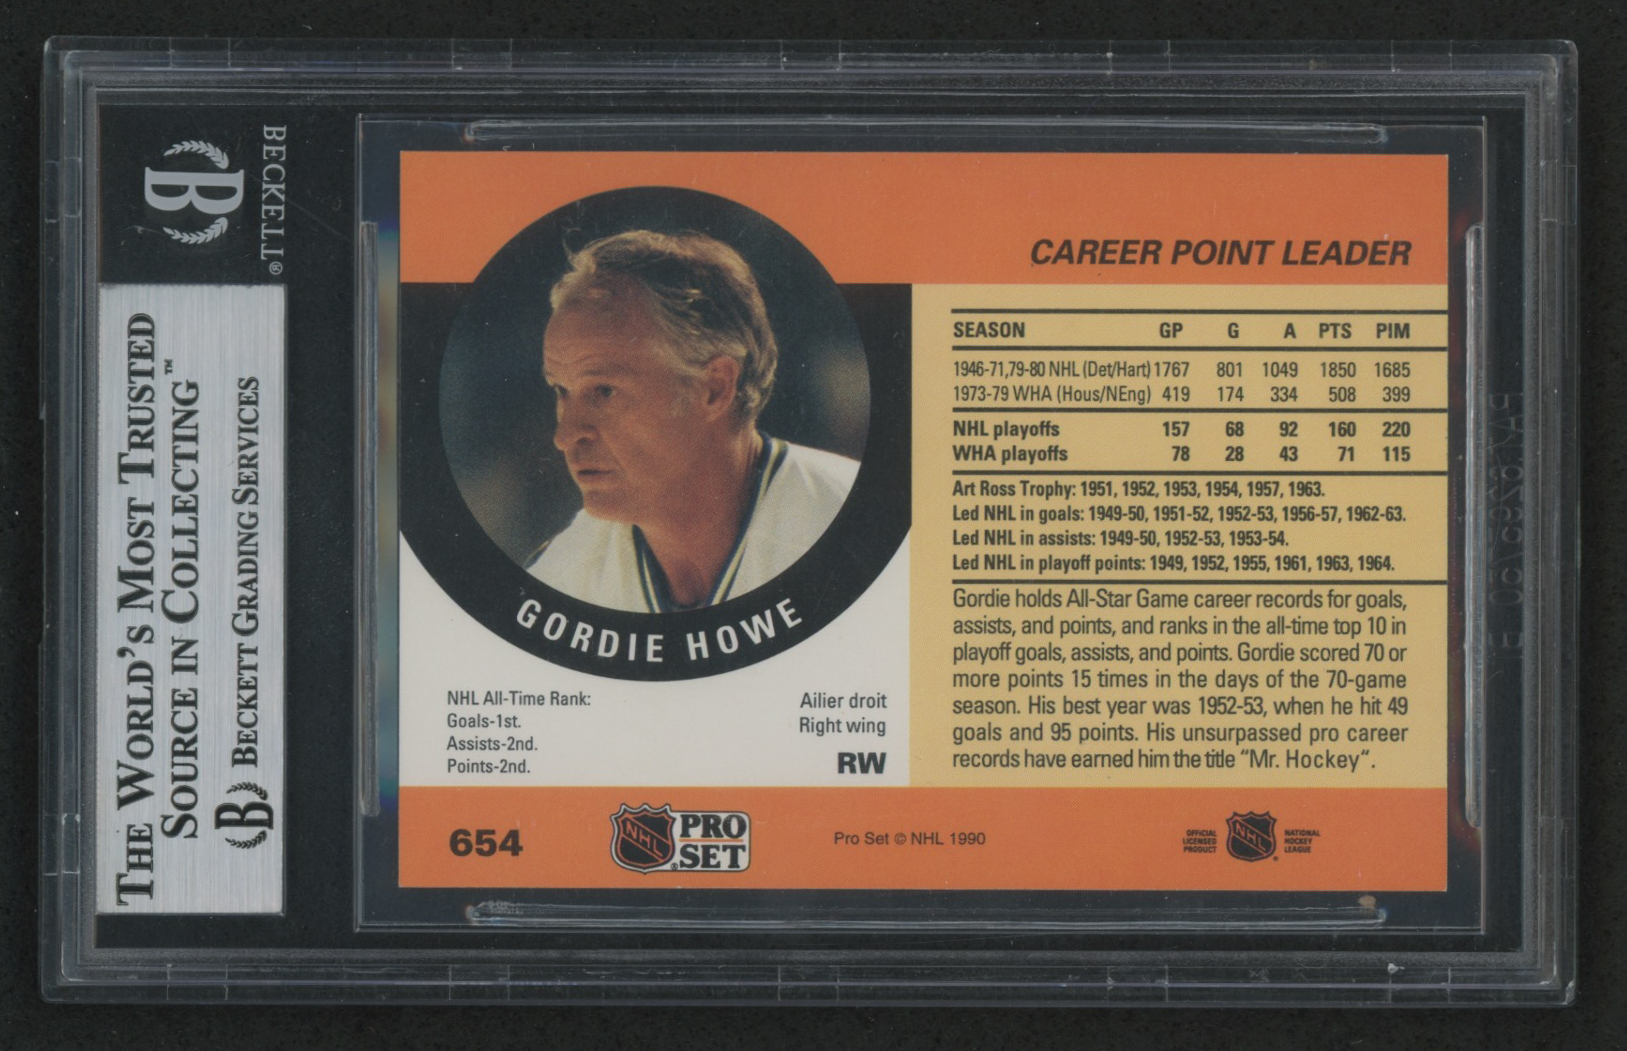 BECKETT®
THE WORLD'S MOST TRUSTED
SOURCE IN COLLECTING™
B BECKETT GRADING SERVICES
CAREER POINT LEADER
SEASON GP G A PTS PIM
1946-71,79-80 NHL (Det/Hart) 1767 801 1049 1850 1685
1973-79 WHA (Hous/NEng) 419 174 334 508 399
NHL playoffs 157 68 92 160 220
WHA playoffs 78 28 43 71 115
Art Ross Trophy: 1951, 1952, 1953, 1954, 1957, 1963.
Led NHL in goals: 1949-50, 1951-52, 1952-53, 1956-57, 1962-63.
Led NHL in assists: 1949-50, 1952-53, 1953-54.
Led NHL in playoff points: 1949, 1952, 1955, 1961, 1963, 1964.
Gordie holds All-Star Game career records for goals,
assists, and points, and ranks in the all-time top 10 in
playoff goals, assists, and points. Gordie scored 70 or
more points 15 times in the days of the 70-game
season. His best year was 1952-53, when he hit 49
goals and 95 points. His unsurpassed pro career
records have earned him the title "Mr. Hockey".
GORDIE HOWE
NHL All-Time Rank:
Goals-1st.
Assists-2nd.
Points-2nd.
Ailier droit
Right wing
RW
654
NHL
PRO
SET
Pro Set © NHL 1990
OFFICIAL
LICENSED
PRODUCT
NHL
NATIONAL
HOCKEY
LEAGUE